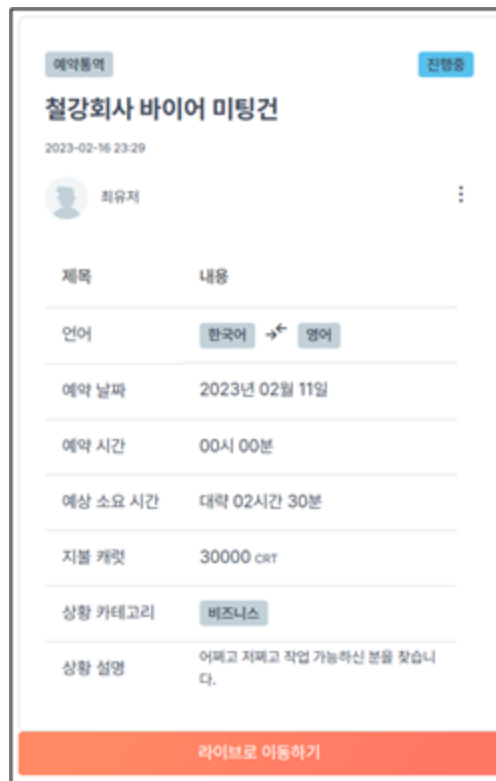 예약통역 진행중
철강회사 바이어 미팅건
2023-02-16 23:29
최유저
제목 내용
언어 한국어 영어
예약 날짜 2023년 02월 11일
예약 시간 00시 00분
예상 소요 시간 대략 02시간 30분
지불 캐럿 30000 CRT
상황 카테고리 비즈니스
상황 설명 어쩌고 저쩌고 작업 가능하신 분을 찾습니
다.
라이브로 이동하기